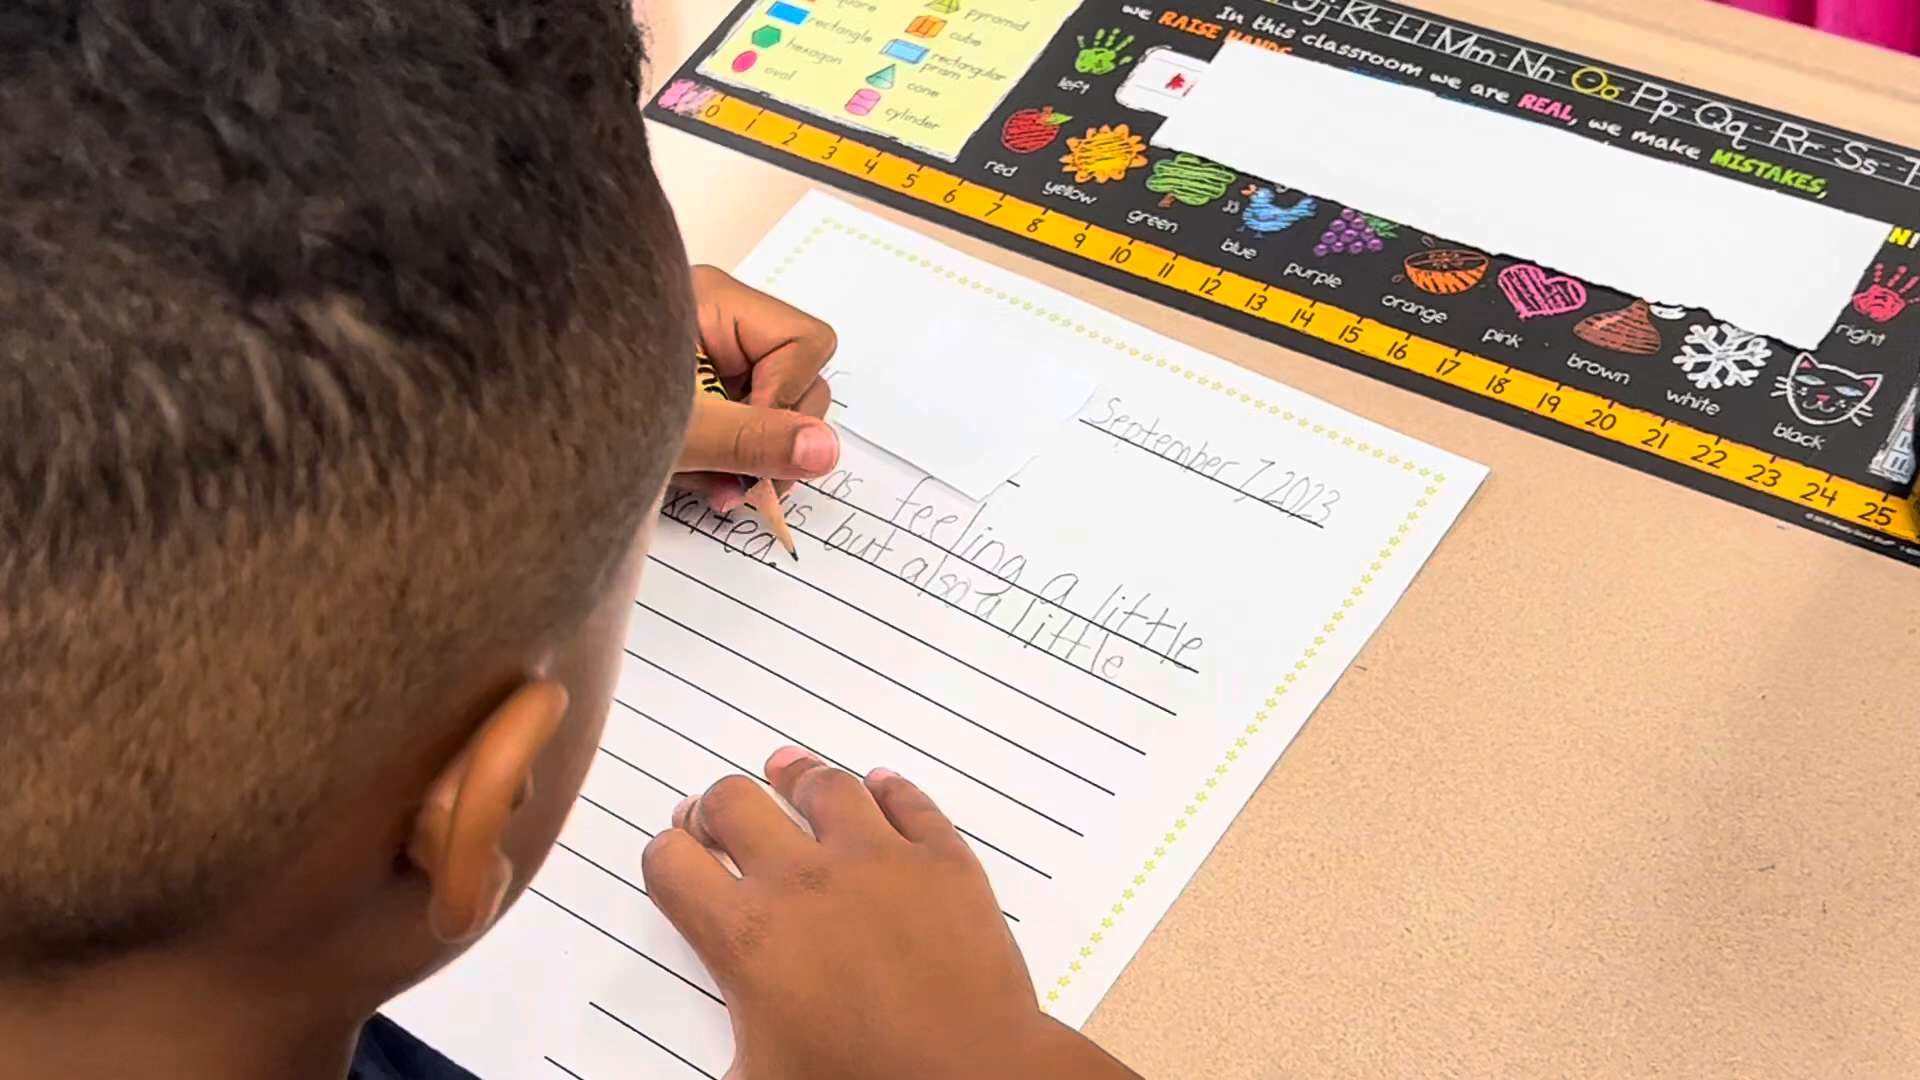 square
rectangle
hexagon
oval
pyramid
cube
rectangular
prism
cone
cylinder
Jj Kk Ll Mm Nn Oo Pp Qq Rr Ss
In this classroom we are REAL, we make MISTAKES,
we RAISE HANDS
N!
left
right
red yellow green blue purple orange pink brown white black
0 1 2 3 4 5 6 7 8 9 10 11 12 13 14 15 16 17 18 19 20 21 22 23 24 25
September 7, 2023
as feeling a little
us but also a little
xcited.